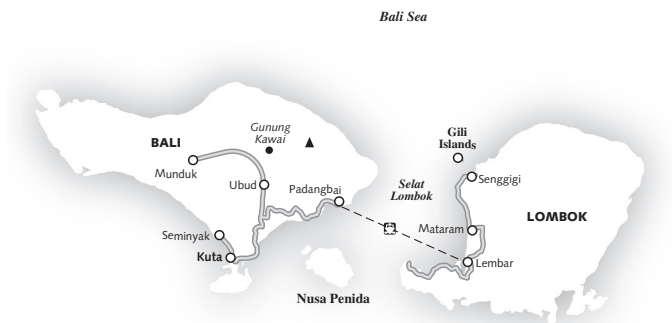 Bali Sea
Gunung
Kawai
BALI
Munduk
Ubud
Padangbai
Seminyak
Kuta
Nusa Penida
Selat
Lombok
Gili
Islands
Senggigi
LOMBOK
Mataram
Lembar